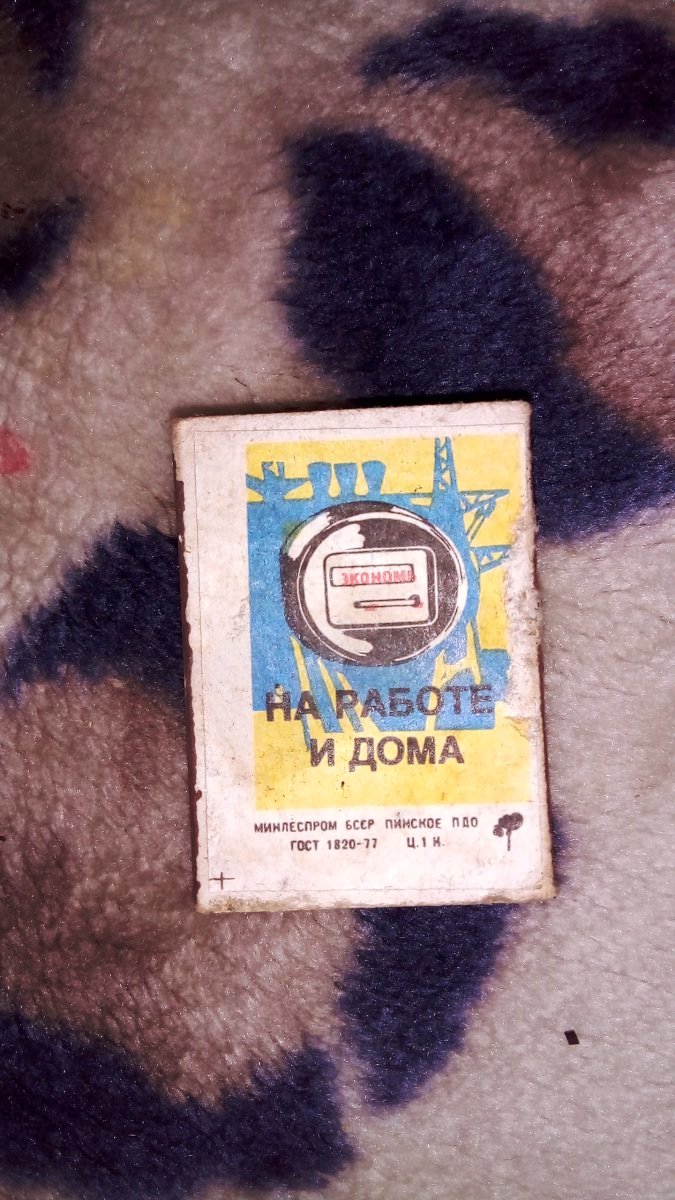 ЭКОНОМЬ
НА РАБОТЕ
И ДОМА
МИНЛЕСПРОМ БССР ПИНСКОЕ ПДО
ГОСТ 1820-77 Ц.1 К.